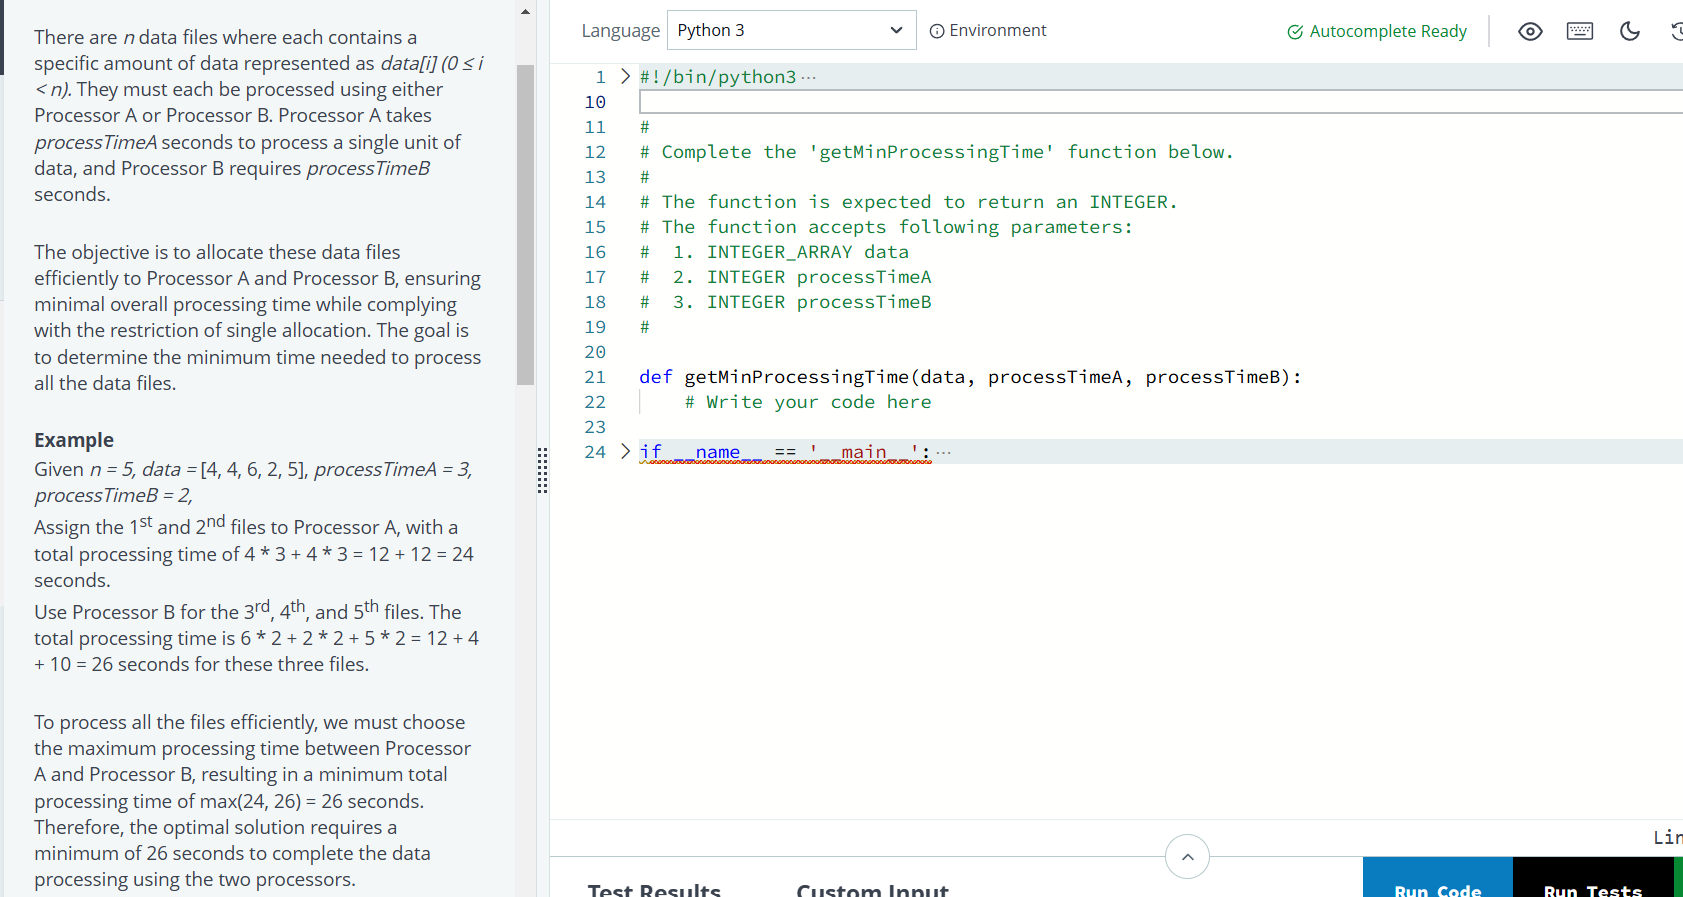 There are n data files where each contains a
specific amount of data represented as data[i] (0 ≤ i
< n). They must each be processed using either
Processor A or Processor B. Processor A takes
processTimeA seconds to process a single unit of
data, and Processor B requires processTimeB
seconds.
The objective is to allocate these data files
efficiently to Processor A and Processor B, ensuring
minimal overall processing time while complying
with the restriction of single allocation. The goal is
to determine the minimum time needed to process
all the data files.
Example
Given n = 5, data = [4, 4, 6, 2, 5], processTimeA = 3,
processTimeB = 2,
Assign the 1st and 2nd files to Processor A, with a
total processing time of 4 * 3 + 4 * 3 = 12 + 12 = 24
seconds.
Use Processor B for the 3rd, 4th, and 5th files. The
total processing time is 6 * 2 + 2 * 2 + 5 * 2 = 12 + 4
+ 10 = 26 seconds for these three files.
To process all the files efficiently, we must choose
the maximum processing time between Processor
A and Processor B, resulting in a minimum total
processing time of max(24, 26) = 26 seconds.
Therefore, the optimal solution requires a
minimum of 26 seconds to complete the data
processing using the two processors.
Language Python 3 Environment Autocomplete Ready
1 #!/bin/python3 ...
10
11 #
12 # Complete the 'getMinProcessingTime' function below.
13 #
14 # The function is expected to return an INTEGER.
15 # The function accepts following parameters:
16 #  1. INTEGER_ARRAY data
17 #  2. INTEGER processTimeA
18 #  3. INTEGER processTimeB
19 #
20
21 def getMinProcessingTime(data, processTimeA, processTimeB):
22     # Write your code here
23
24 if __name__ == '__main__': ...
Lin
Test Results Custom Input Run Code Run Tests